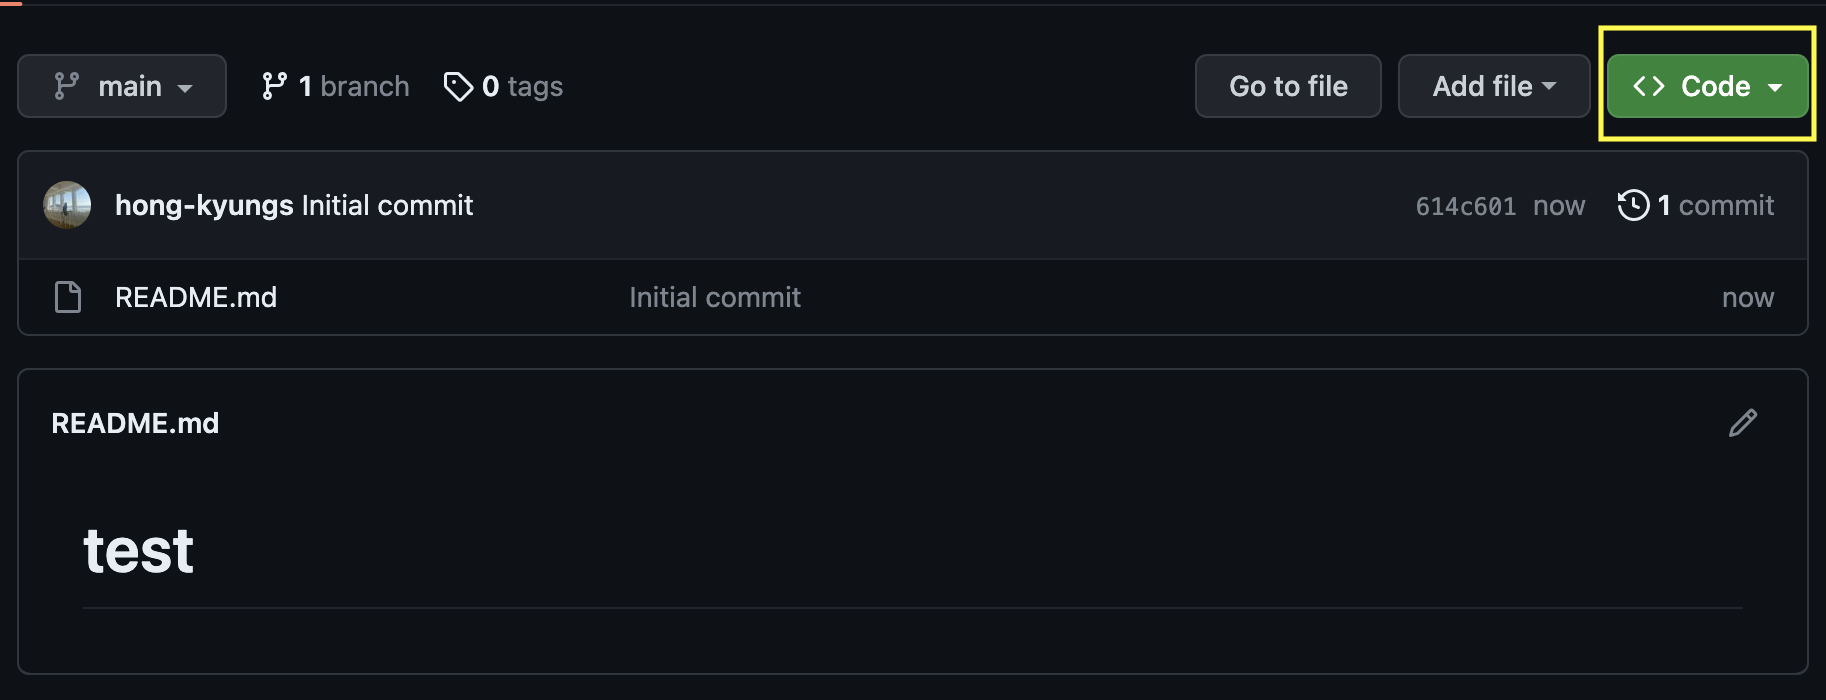 main 1 branch 0 tags Go to file Add file <> Code
hong-kyungs Initial commit 614c601 now 1 commit
README.md Initial commit now
README.md
test